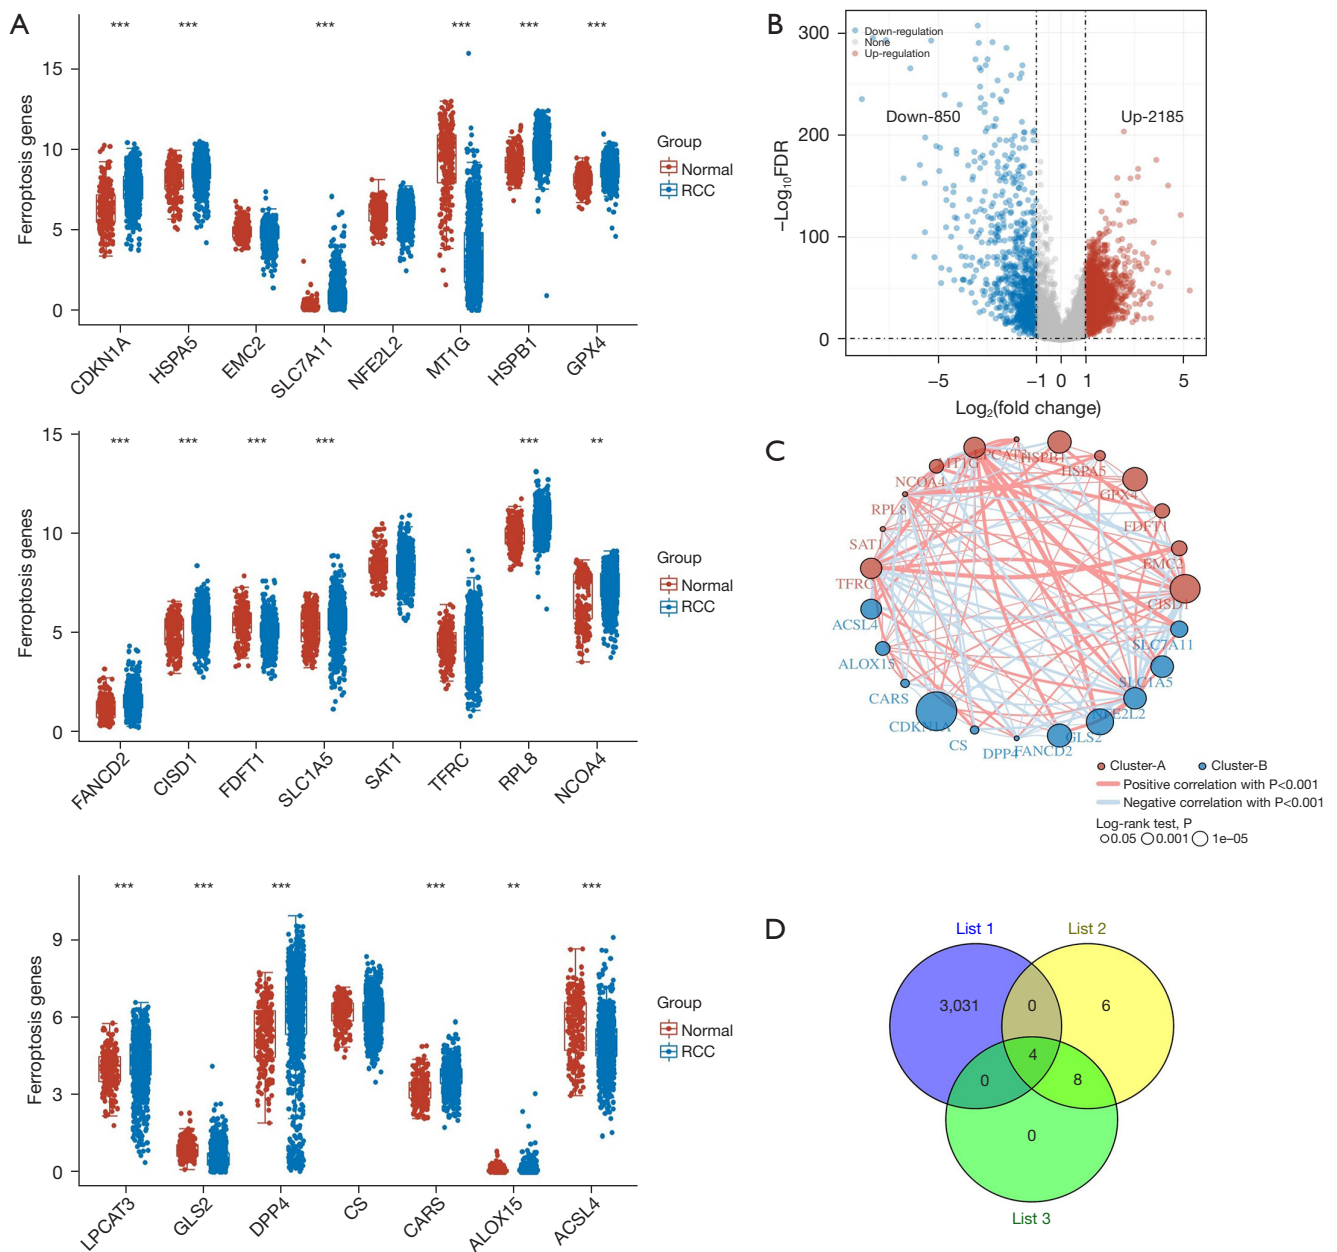 A
*** *** *** *** *** ***
15
10
5
0
Ferroptosis genes
CDKN1A
HSPA5
EMC2
SLC7A11
NFE2L2
MT1G
HSPB1
GPX4
Group
Normal
RCC
B
Down-regulation
None
Up-regulation
Down-850
Up-2185
300
200
100
0
−Log10FDR
−5 −1 0 1 5
Log2(fold change)
*** *** *** *** *** **
15
10
5
0
Ferroptosis genes
FANCD2
CISD1
FDFT1
SLC1A5
SAT1
TFRC
RPL8
NCOA4
Group
Normal
RCC
C
LPCAT3
HSPB1
HSPA5
GPX4
FDFT1
EMC2
CISD1
SLC7A11
SLC1A5
NFE2L2
GLS2
FANCD2
DPP4
CS
CDKN1A
CARS
ALOX15
ACSL4
TFRC
SAT1
RPL8
NCOA4
MT1G
Cluster-A Cluster-B
Positive correlation with P<0.001
Negative correlation with P<0.001
Log-rank test, P
0.05 0.001 1e−05
*** *** *** *** ** ***
9
6
3
0
Ferroptosis genes
LPCAT3
GLS2
DPP4
CS
CARS
ALOX15
ACSL4
Group
Normal
RCC
D
List 1
List 2
3,031
0
6
4
0
8
0
List 3